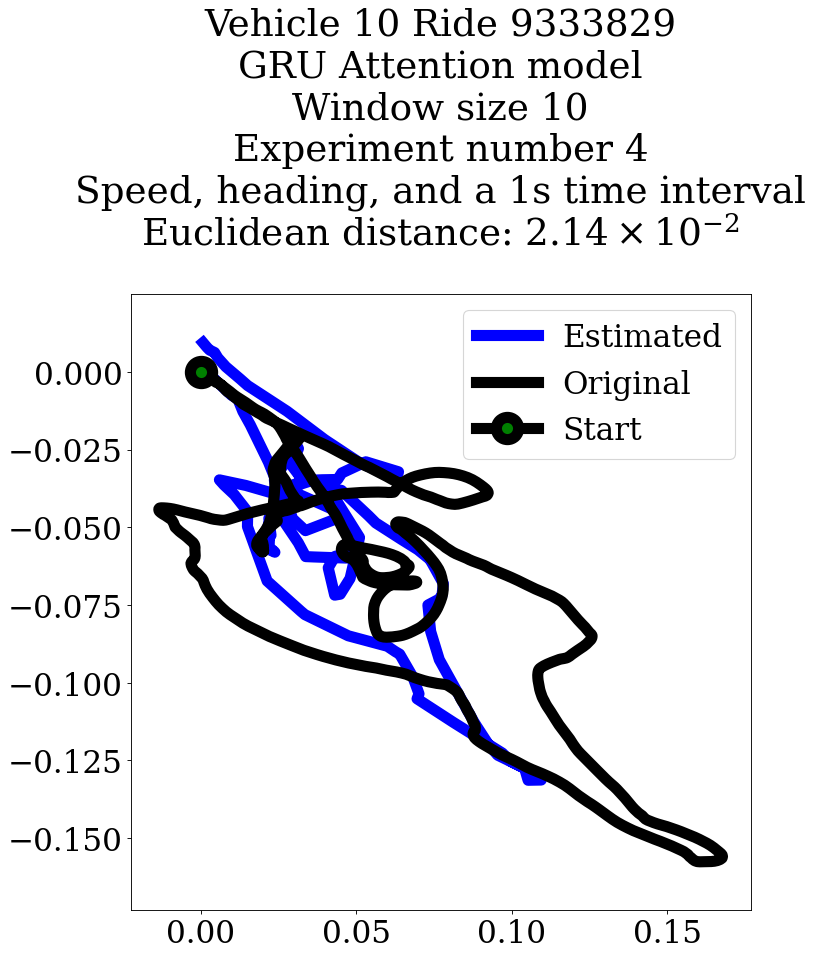 Vehicle 10 Ride 9333829
GRU Attention model
Window size 10
Experiment number 4
Speed, heading, and a 1s time interval
Euclidean distance: 2.14 × 10⁻²
Estimated
Original
Start
0.000
−0.025
−0.050
−0.075
−0.100
−0.125
−0.150
0.00 0.05 0.10 0.15